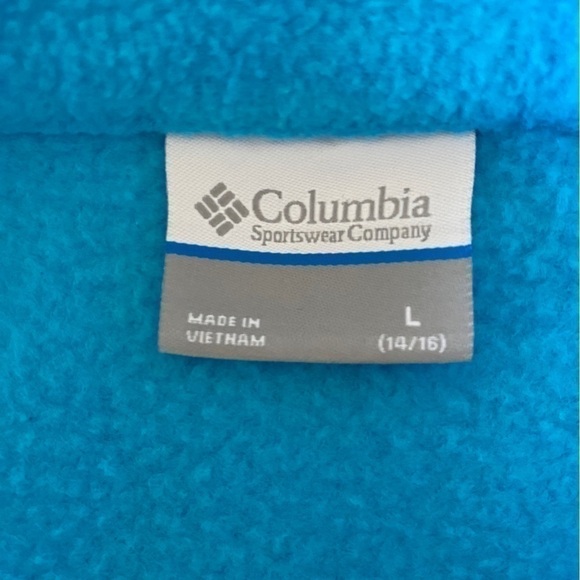 Columbia
Sportswear Company
MADE IN
VIETNAM
L
(14/16)